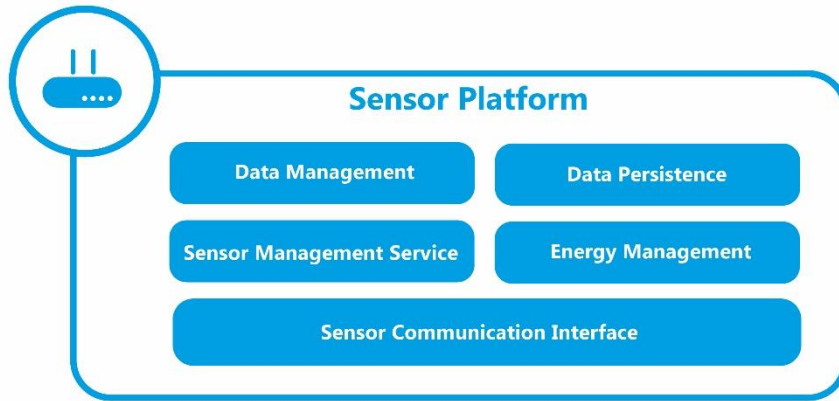 Sensor Platform
Data Management
Data Persistence
Sensor Management Service
Energy Management
Sensor Communication Interface